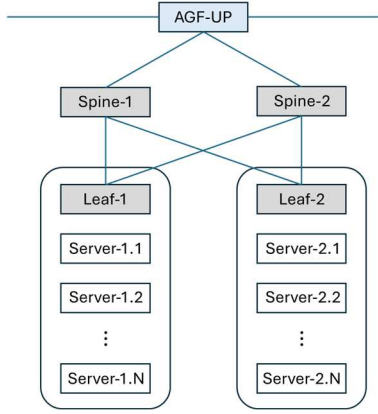 AGF-UP
Spine-1 Spine-2
Leaf-1 Leaf-2
Server-1.1 Server-2.1
Server-1.2 Server-2.2
⋮ ⋮
Server-1.N Server-2.N